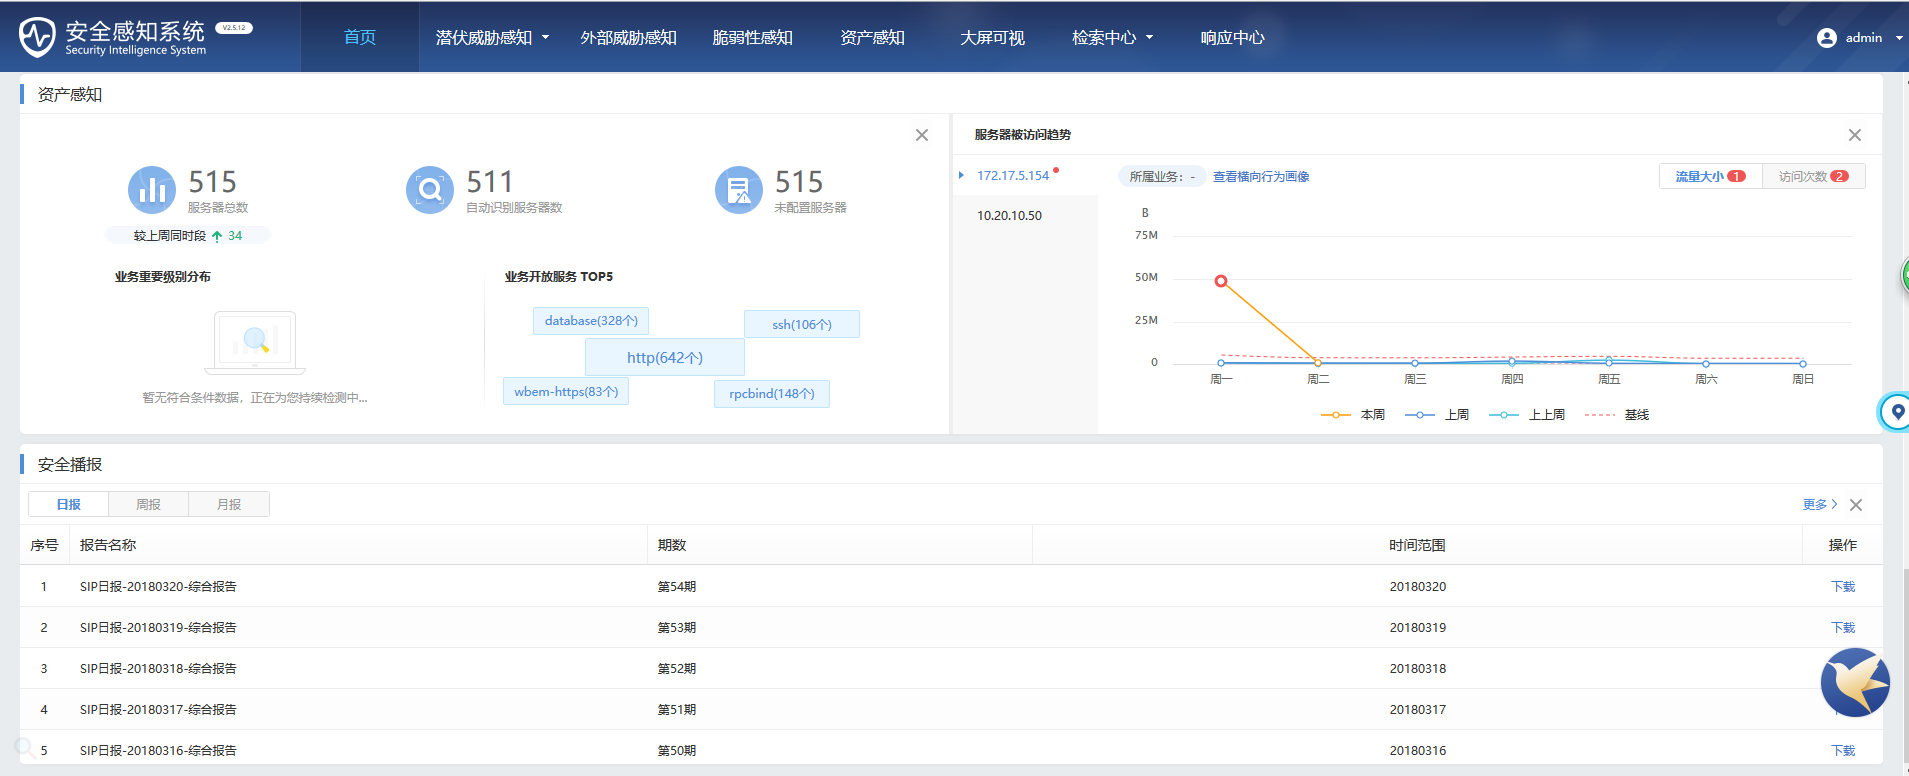 安全感知系统 V2.5.12
Security Intelligence System
首页 潜伏威胁感知 外部威胁感知 脆弱性感知 资产感知 大屏可视 检索中心 响应中心 admin
资产感知
515
服务器总数
较上周同时段 34
511
自动识别服务器数
515
未配置服务器
业务重要级别分布
暂无符合条件数据，正在为您持续检测中...
业务开放服务 TOP5
database(328个)
ssh(106个)
http(642个)
wbem-https(83个)
rpcbind(148个)
服务器被访问趋势
172.17.5.154
10.20.10.50
所属业务： - 查看横向行为画像
流量大小 1 访问次数 2
B
75M
50M
25M
0
周一 周二 周三 周四 周五 周六 周日
本周 上周 上上周 基线
安全播报
日报 周报 月报 更多
序号 报告名称 期数 时间范围 操作
1 SIP日报-20180320-综合报告 第54期 20180320 下载
2 SIP日报-20180319-综合报告 第53期 20180319 下载
3 SIP日报-20180318-综合报告 第52期 20180318
4 SIP日报-20180317-综合报告 第51期 20180317
5 SIP日报-20180316-综合报告 第50期 20180316 下载